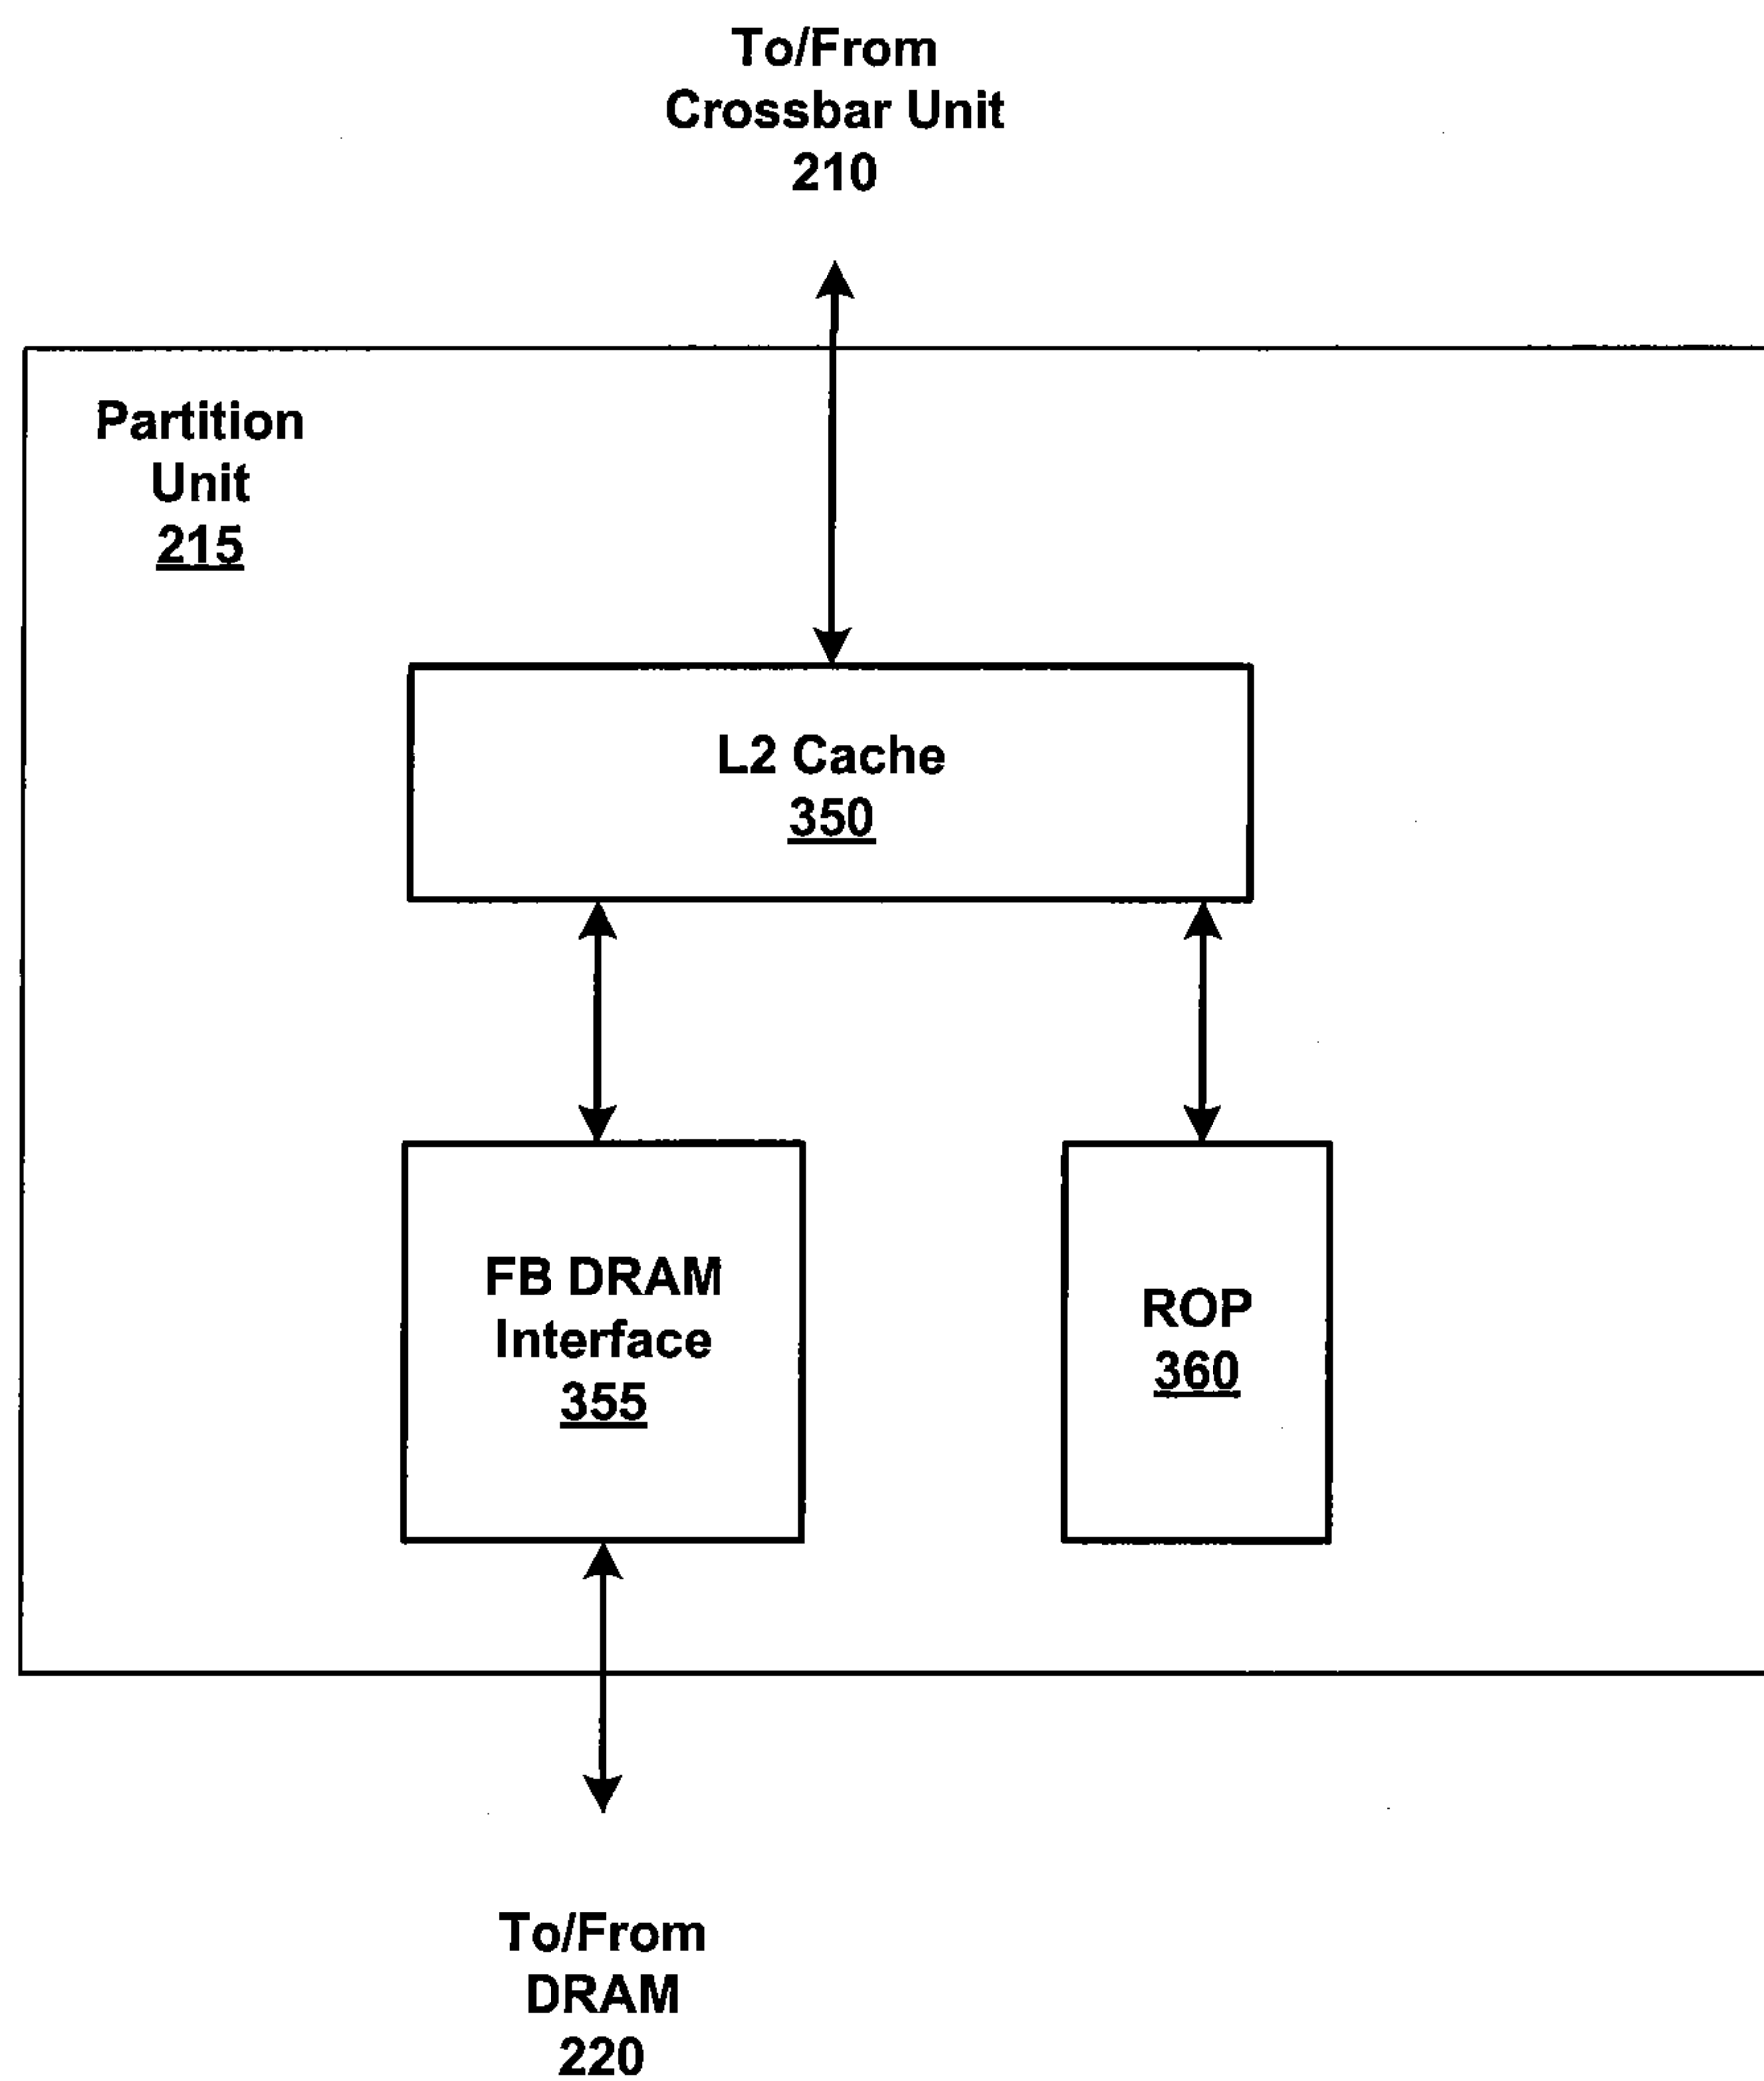 To/From
Crossbar Unit
210
Partition
Unit
215
L2 Cache
350
FB DRAM
Interface
355
ROP
360
To/From
DRAM
220